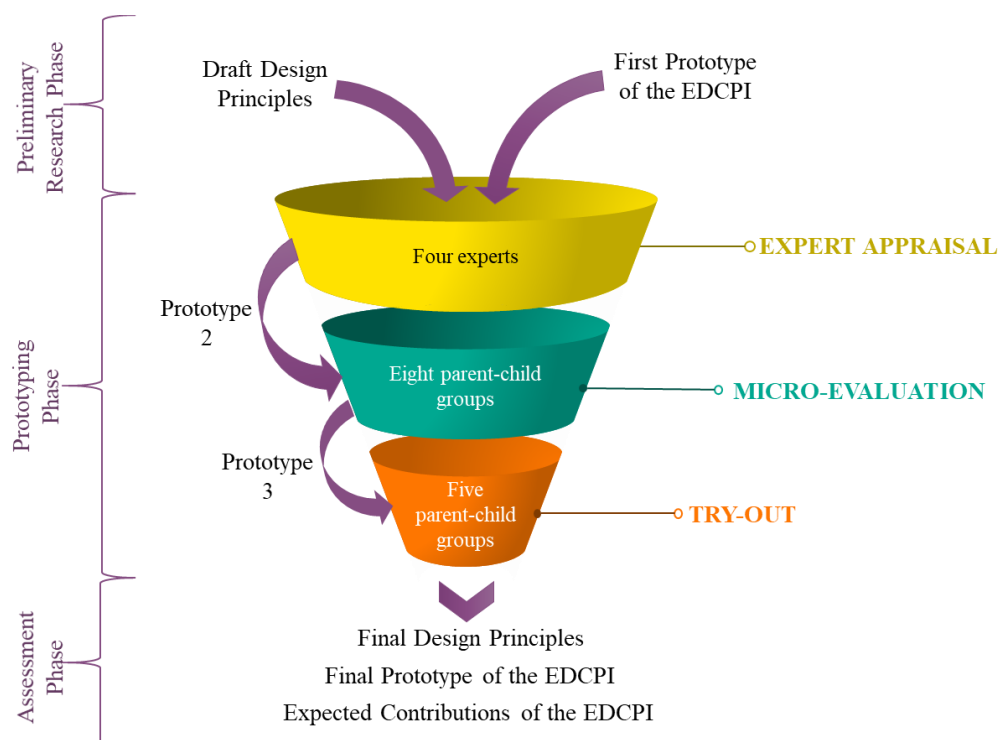 Preliminary
Research Phase
Draft Design
Principles
First Prototype
of the EDCPI
Four experts
EXPERT APPRAISAL
Prototyping
Phase
Prototype
2
Eight parent-child
groups
MICRO-EVALUATION
Prototype
3
Five
parent-child
groups
TRY-OUT
Assessment
Phase
Final Design Principles
Final Prototype of the EDCPI
Expected Contributions of the EDCPI